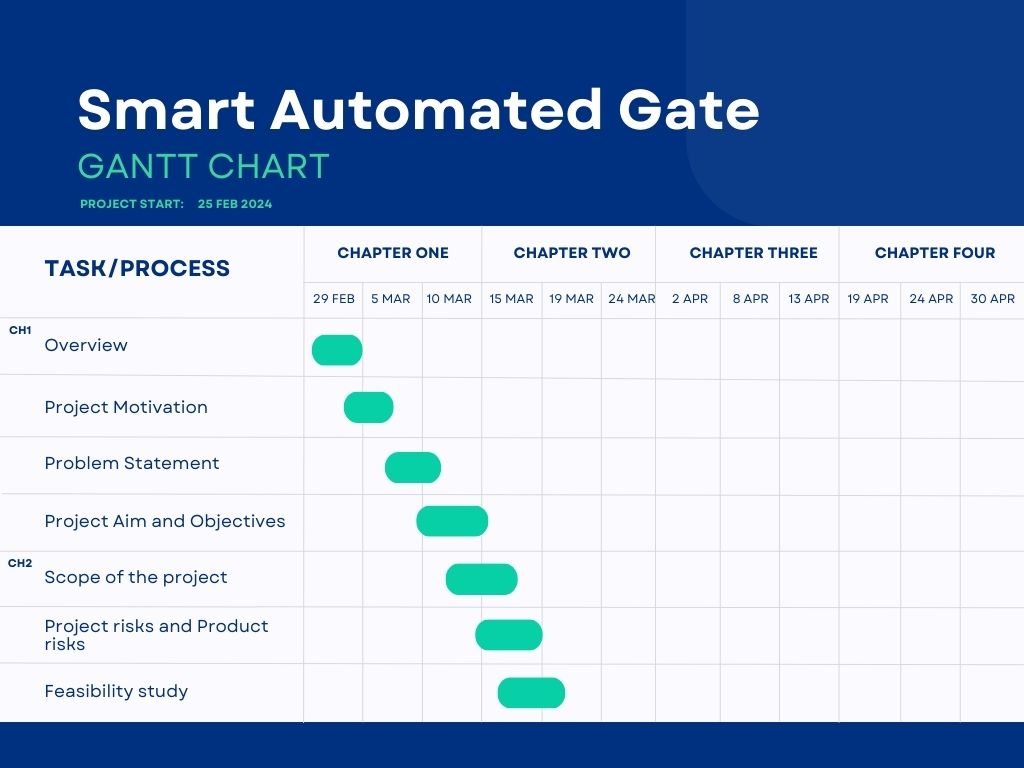 Smart Automated Gate
GANTT CHART
PROJECT START: 25 FEB 2024
TASK/PROCESS
CHAPTER ONE CHAPTER TWO CHAPTER THREE CHAPTER FOUR
29 FEB 5 MAR 10 MAR 15 MAR 19 MAR 24 MAR 2 APR 8 APR 13 APR 19 APR 24 APR 30 APR
CH1
Overview
Project Motivation
Problem Statement
Project Aim and Objectives
CH2
Scope of the project
Project risks and Product
risks
Feasibility study